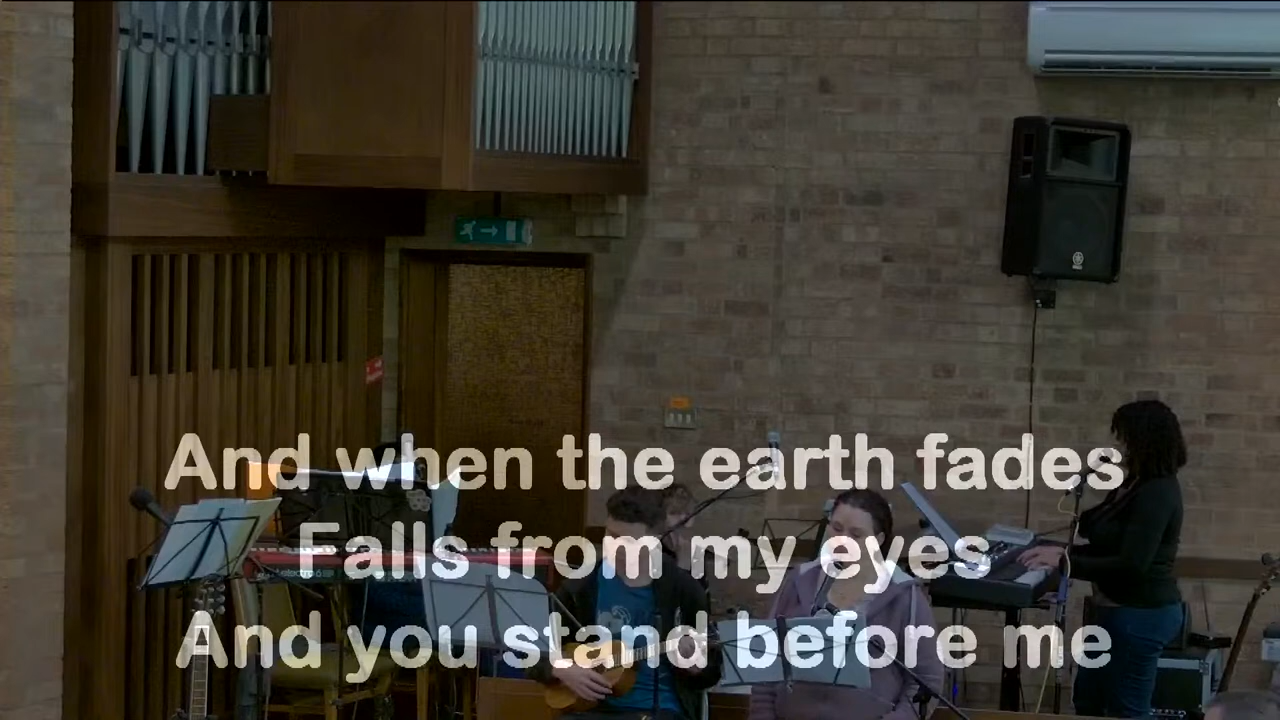 And when the earth fades
Falls from my eyes
And you stand before me